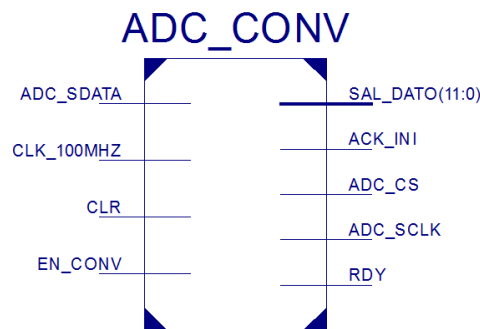 ADC_CONV
ADC_SDATA
CLK_100MHZ
CLR
EN_CONV
SAL_DATO(11:0)
ACK_INI
ADC_CS
ADC_SCLK
RDY